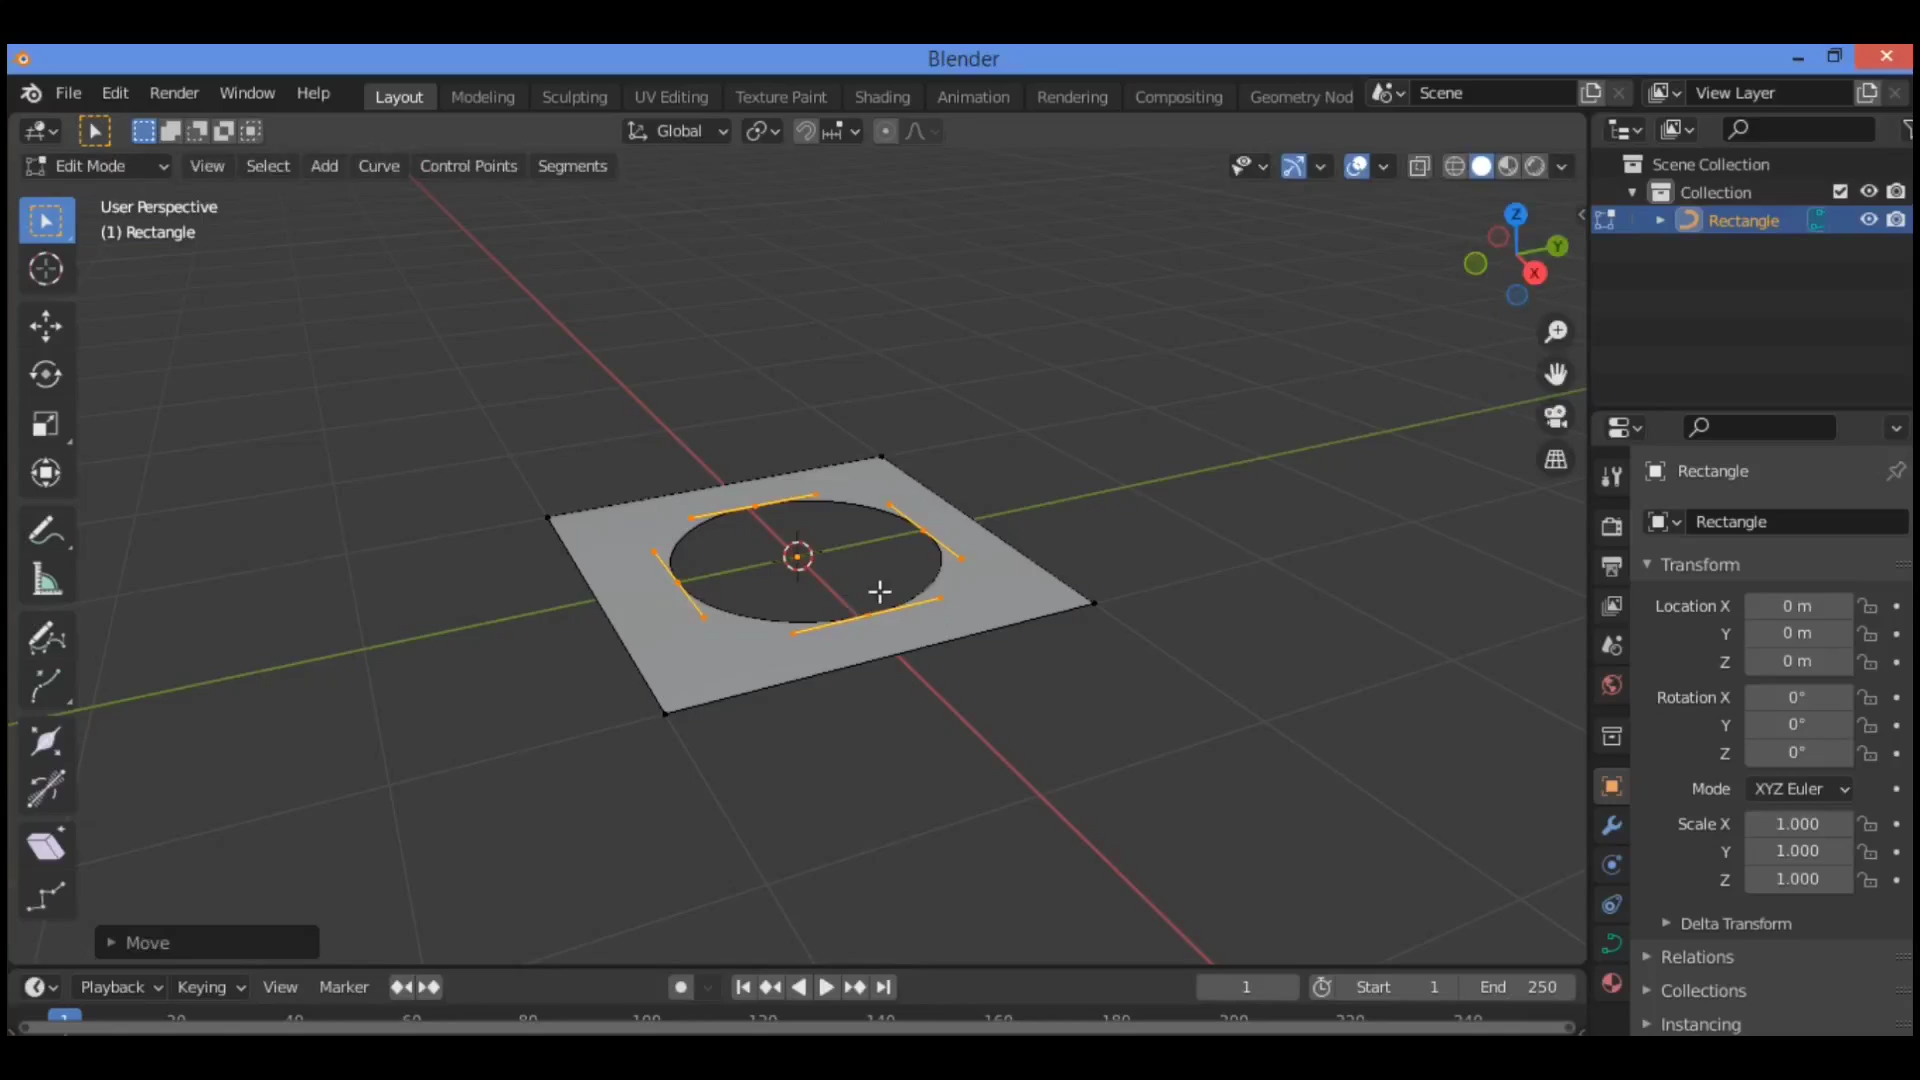 Blender
File Edit Render Window Help Layout Modeling Sculpting UV Editing Texture Paint Shading Animation Rendering Compositing Geometry Nod Scene View Layer
Global
Edit Mode View Select Add Curve Control Points Segments
User Perspective
(1) Rectangle
Z
Y
X
Scene Collection
Collection
Rectangle
Rectangle
Rectangle
Transform
Location X 0 m
Y 0 m
Z 0 m
Rotation X 0°
Y 0°
Z 0°
Mode XYZ Euler
Scale X 1.000
Y 1.000
Z 1.000
Delta Transform
Relations
Collections
Instancing
Move
Playback Keying View Marker 1 Start 1 End 250
1 20 40 60 80 100 120 140 160 180 200 220 240